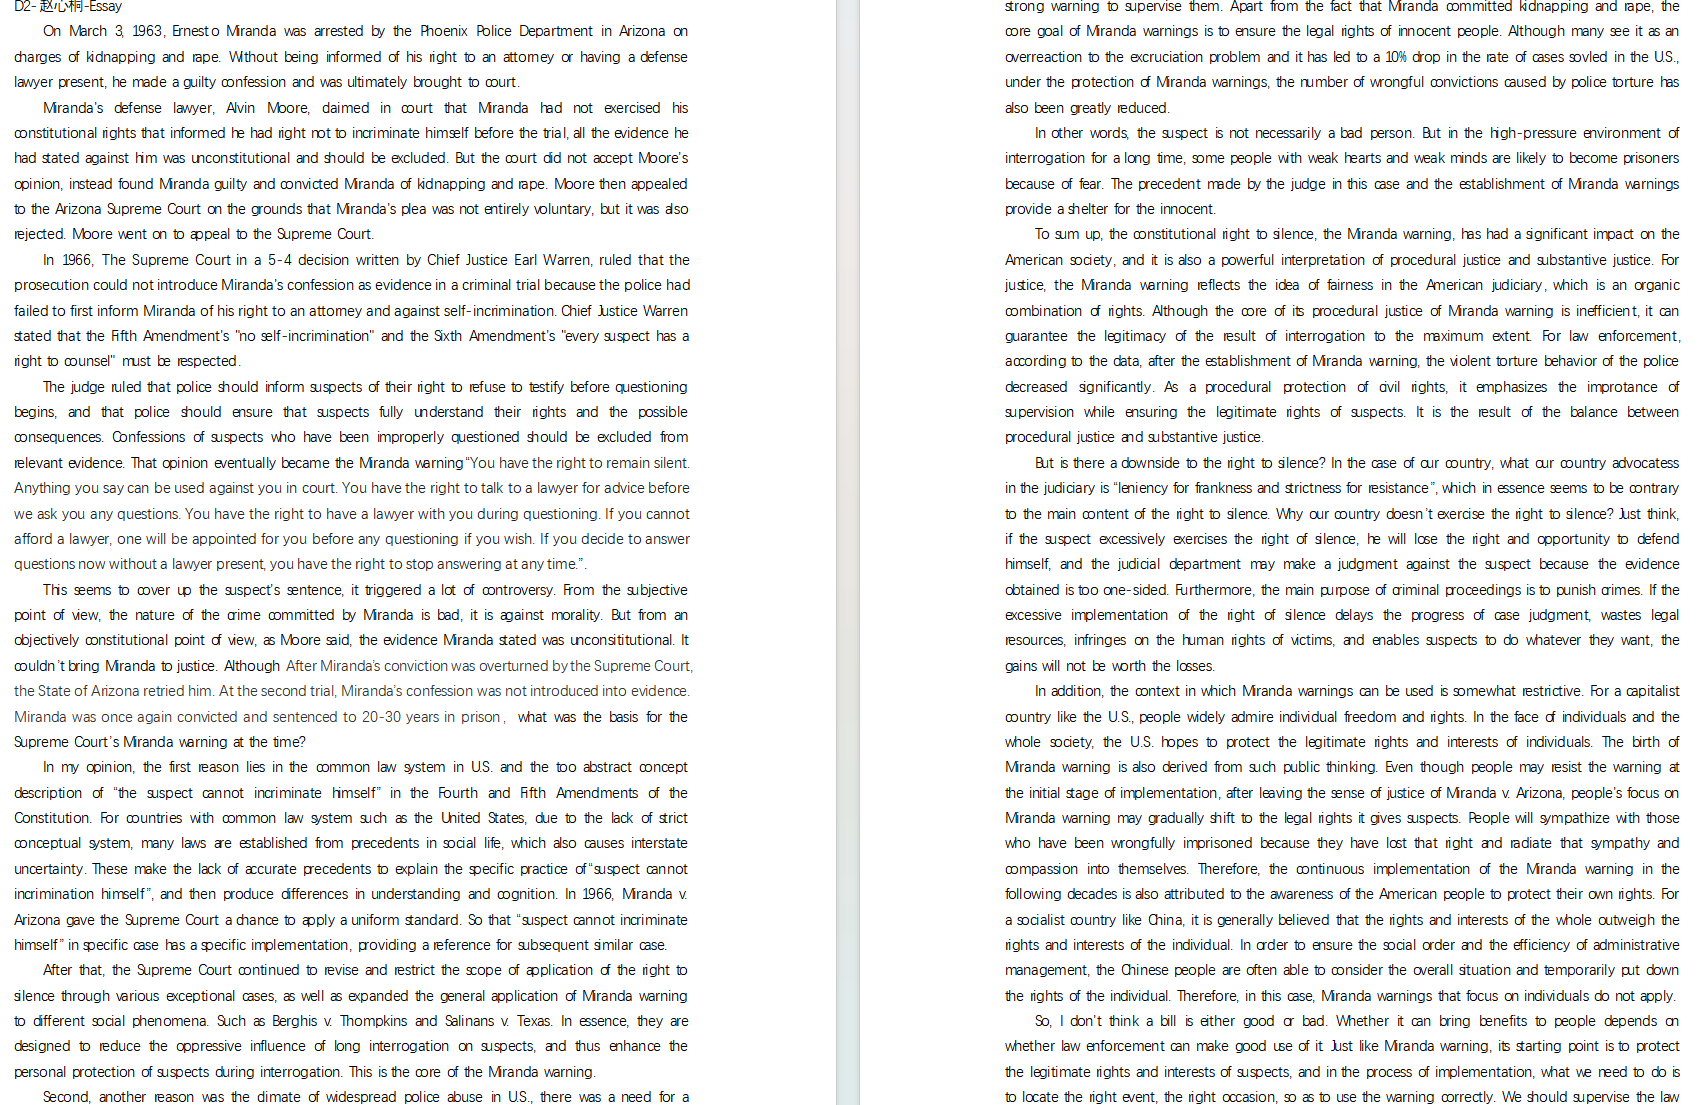 D2- 赵心桐-Essay
On March 3, 1963, Ernesto Miranda was arrested by the Phoenix Police Department in Arizona on
charges of kidnapping and rape. Without being informed of his right to an attorney or having a defense
lawyer present, he made a guilty confession and was ultimately brought to court.
Miranda's defense lawyer, Alvin Moore, claimed in court that Miranda had not exercised his
constitutional rights that informed he had right not to incriminate himself before the trial, all the evidence he
had stated against him was unconstitutional and should be excluded. But the court did not accept Moore's
opinion, instead found Miranda guilty and convicted Miranda of kidnapping and rape. Moore then appealed
to the Arizona Supreme Court on the grounds that Miranda's plea was not entirely voluntary, but it was also
rejected. Moore went on to appeal to the Supreme Court.
In 1966, The Supreme Court in a 5-4 decision written by Chief Justice Earl Warren, ruled that the
prosecution could not introduce Miranda's confession as evidence in a criminal trial because the police had
failed to first inform Miranda of his right to an attorney and against self-incrimination. Chief Justice Warren
stated that the Fifth Amendment's "no self-incrimination" and the Sixth Amendment's "every suspect has a
right to counsel" must be respected.
The judge ruled that police should inform suspects of their right to refuse to testify before questioning
begins, and that police should ensure that suspects fully understand their rights and the possible
consequences. Confessions of suspects who have been improperly questioned should be excluded from
relevant evidence. That opinion eventually became the Miranda warning"You have the right to remain silent.
Anything you say can be used against you in court. You have the right to talk to a lawyer for advice before
we ask you any questions. You have the right to have a lawyer with you during questioning. If you cannot
afford a lawyer, one will be appointed for you before any questioning if you wish. If you decide to answer
questions now without a lawyer present, you have the right to stop answering at any time.".
This seems to cover up the suspect's sentence, it triggered a lot of controversy. From the subjective
point of view, the nature of the crime committed by Miranda is bad, it is against morality. But from an
objectively constitutional point of view, as Moore said, the evidence Miranda stated was unconsititutional. It
couldn't bring Miranda to justice. Although After Miranda's conviction was overturned by the Supreme Court,
the State of Arizona retried him. At the second trial, Miranda's confession was not introduced into evidence.
Miranda was once again convicted and sentenced to 20-30 years in prison, what was the basis for the
Supreme Court's Miranda warning at the time?
In my opinion, the first reason lies in the common law system in U.S. and the too abstract concept
description of "the suspect cannot incriminate himself" in the Fourth and Fifth Amendments of the
Constitution. For countries with common law system such as the United States, due to the lack of strict
conceptual system, many laws are established from precedents in social life, which also causes interstate
uncertainty. These make the lack of accurate precedents to explain the specific practice of"suspect cannot
incrimination himself", and then produce differences in understanding and cognition. In 1966, Miranda v.
Arizona gave the Supreme Court a chance to apply a uniform standard. So that "suspect cannot incriminate
himself" in specific case has a specific implementation, providing a reference for subsequent similar case.
After that, the Supreme Court continued to revise and restrict the scope of application of the right to
silence through various exceptional cases, as well as expanded the general application of Miranda warning
to different social phenomena. Such as Berghis v. Thompkins and Salinans v. Texas. In essence, they are
designed to reduce the oppressive influence of long interrogation on suspects, and thus enhance the
personal protection of suspects during interrogation. This is the core of the Miranda warning.
Second, another reason was the climate of widespread police abuse in U.S., there was a need for a
strong warning to supervise them. Apart from the fact that Miranda committed kidnapping and rape, the
core goal of Miranda warnings is to ensure the legal rights of innocent people. Although many see it as an
overreaction to the excruciation problem and it has led to a 10% drop in the rate of cases sovled in the U.S.,
under the protection of Miranda warnings, the number of wrongful convictions caused by police torture has
also been greatly reduced.
In other words, the suspect is not necessarily a bad person. But in the high-pressure environment of
interrogation for a long time, some people with weak hearts and weak minds are likely to become prisoners
because of fear. The precedent made by the judge in this case and the establishment of Miranda warnings
provide a shelter for the innocent.
To sum up, the constitutional right to silence, the Miranda warning, has had a significant impact on the
American society, and it is also a powerful interpretation of procedural justice and substantive justice. For
justice, the Miranda warning reflects the idea of fairness in the American judiciary, which is an organic
combination of rights. Although the core of its procedural justice of Miranda warning is inefficient, it can
guarantee the legitimacy of the result of interrogation to the maximum extent. For law enforcement,
according to the data, after the establishment of Miranda warning, the violent torture behavior of the police
decreased significantly. As a procedural protection of civil rights, it emphasizes the improtance of
supervision while ensuring the legitimate rights of suspects. It is the result of the balance between
procedural justice and substantive justice.
But is there a downside to the right to silence? In the case of our country, what our country advocatess
in the judiciary is "leniency for frankness and strictness for resistance", which in essence seems to be contrary
to the main content of the right to silence. Why our country doesn't exercise the right to silence? Just think,
if the suspect excessively exercises the right of silence, he will lose the right and opportunity to defend
himself, and the judicial department may make a judgment against the suspect because the evidence
obtained is too one-sided. Furthermore, the main purpose of criminal proceedings is to punish crimes. If the
excessive implementation of the right of silence delays the progress of case judgment, wastes legal
resources, infringes on the human rights of victims, and enables suspects to do whatever they want, the
gains will not be worth the losses.
In addition, the context in which Miranda warnings can be used is somewhat restrictive. For a capitalist
country like the U.S., people widely admire individual freedom and rights. In the face of individuals and the
whole society, the U.S. hopes to protect the legitimate rights and interests of individuals. The birth of
Miranda warning is also derived from such public thinking. Even though people may resist the warning at
the initial stage of implementation, after leaving the sense of justice of Miranda v. Arizona, people's focus on
Miranda warning may gradually shift to the legal rights it gives suspects. People will sympathize with those
who have been wrongfully imprisoned because they have lost that right and radiate that sympathy and
compassion into themselves. Therefore, the continuous implementation of the Miranda warning in the
following decades is also attributed to the awareness of the American people to protect their own rights. For
a socialist country like China, it is generally believed that the rights and interests of the whole outweigh the
rights and interests of the individual. In order to ensure the social order and the efficiency of administrative
management, the Chinese people are often able to consider the overall situation and temporarily put down
the rights of the individual. Therefore, in this case, Miranda warnings that focus on individuals do not apply.
So, I don't think a bill is either good or bad. Whether it can bring benefits to people depends on
whether law enforcement can make good use of it. Just like Miranda warning, its starting point is to protect
the legitimate rights and interests of suspects, and in the process of implementation, what we need to do is
to locate the right event, the right occasion, so as to use the warning correctly. We should supervise the law